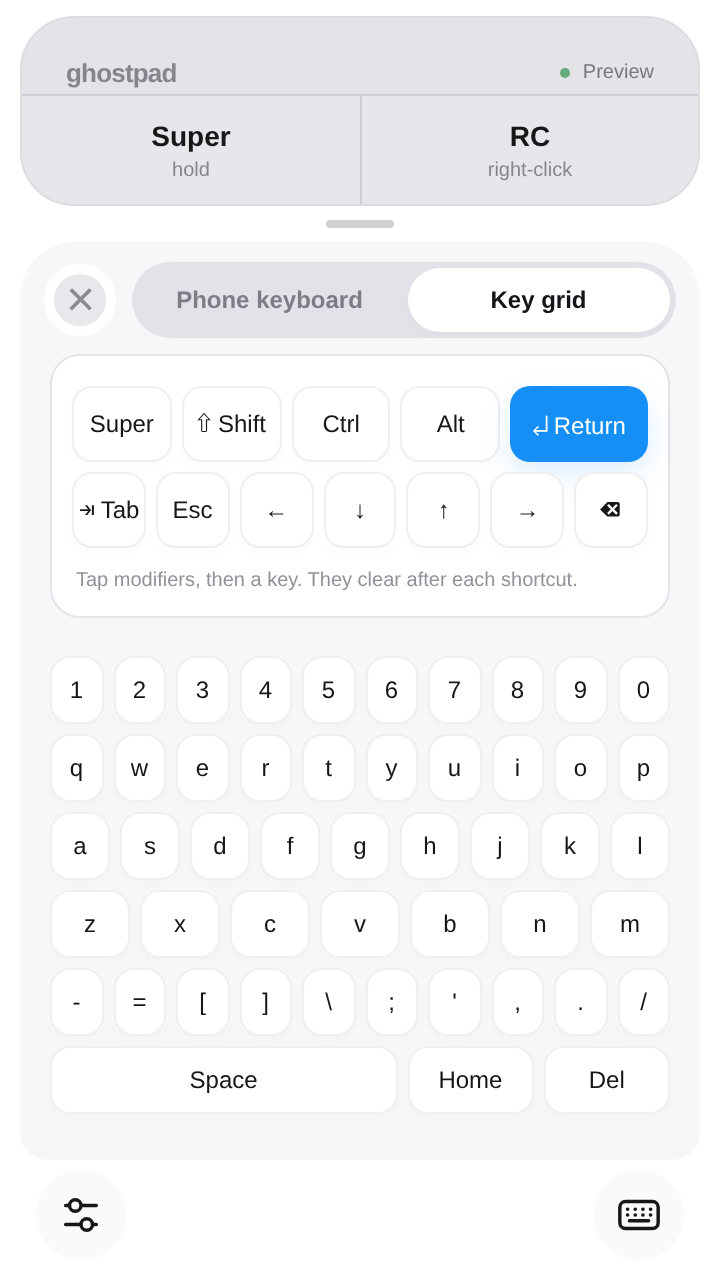 ghostpad Preview
Super RC
hold right-click
Phone keyboard Key grid
Super ⇧ Shift Ctrl Alt ↵ Return
⇥ Tab Esc ← ↓ ↑ → ⌫
Tap modifiers, then a key. They clear after each shortcut.
1 2 3 4 5 6 7 8 9 0
q w e r t y u i o p
a s d f g h j k l
z x c v b n m
- = [ ] \ ; ' , . /
Space Home Del